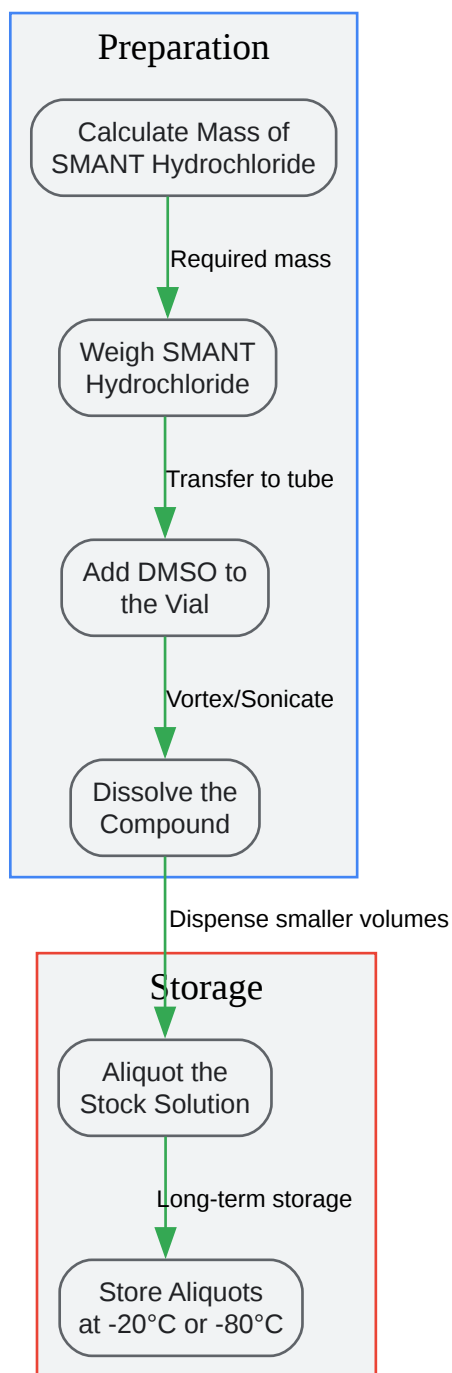 Preparation
Calculate Mass of
SMANT Hydrochloride
Required mass
Weigh SMANT
Hydrochloride
Transfer to tube
Add DMSO to
the Vial
Vortex/Sonicate
Dissolve the
Compound
Dispense smaller volumes
Storage
Aliquot the
Stock Solution
Long-term storage
Store Aliquots
at -20°C or -80°C